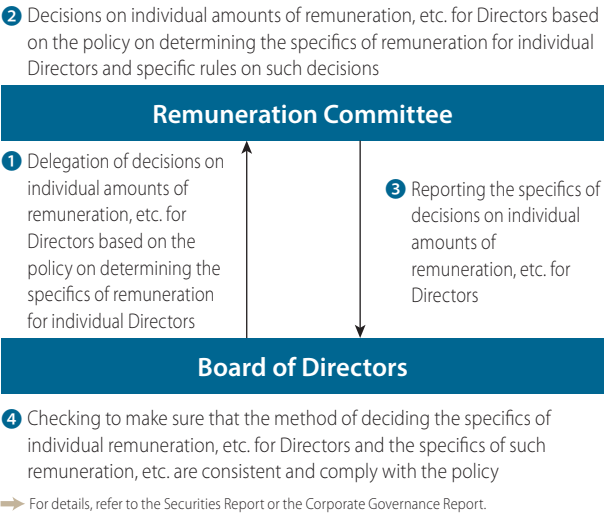 ❷ Decisions on individual amounts of remuneration, etc. for Directors based
on the policy on determining the specifics of remuneration for individual
Directors and specific rules on such decisions
Remuneration Committee
❶ Delegation of decisions on
individual amounts of
remuneration, etc. for
Directors based on the
policy on determining the
specifics of remuneration
for individual Directors
❸ Reporting the specifics of
decisions on individual
amounts of
remuneration, etc. for
Directors
Board of Directors
❹ Checking to make sure that the method of deciding the specifics of
individual remuneration, etc. for Directors and the specifics of such
remuneration, etc. are consistent and comply with the policy
For details, refer to the Securities Report or the Corporate Governance Report.